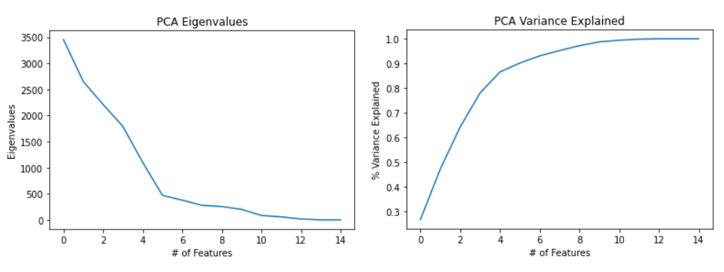 PCA Eigenvalues
3500
3000
2500
2000
1500
1000
500
0
Eigenvalues
0 2 4 6 8 10 12 14
# of Features
PCA Variance Explained
1.0
0.9
0.8
0.7
0.6
0.5
0.4
0.3
% Variance Explained
0 2 4 6 8 10 12 14
# of Features